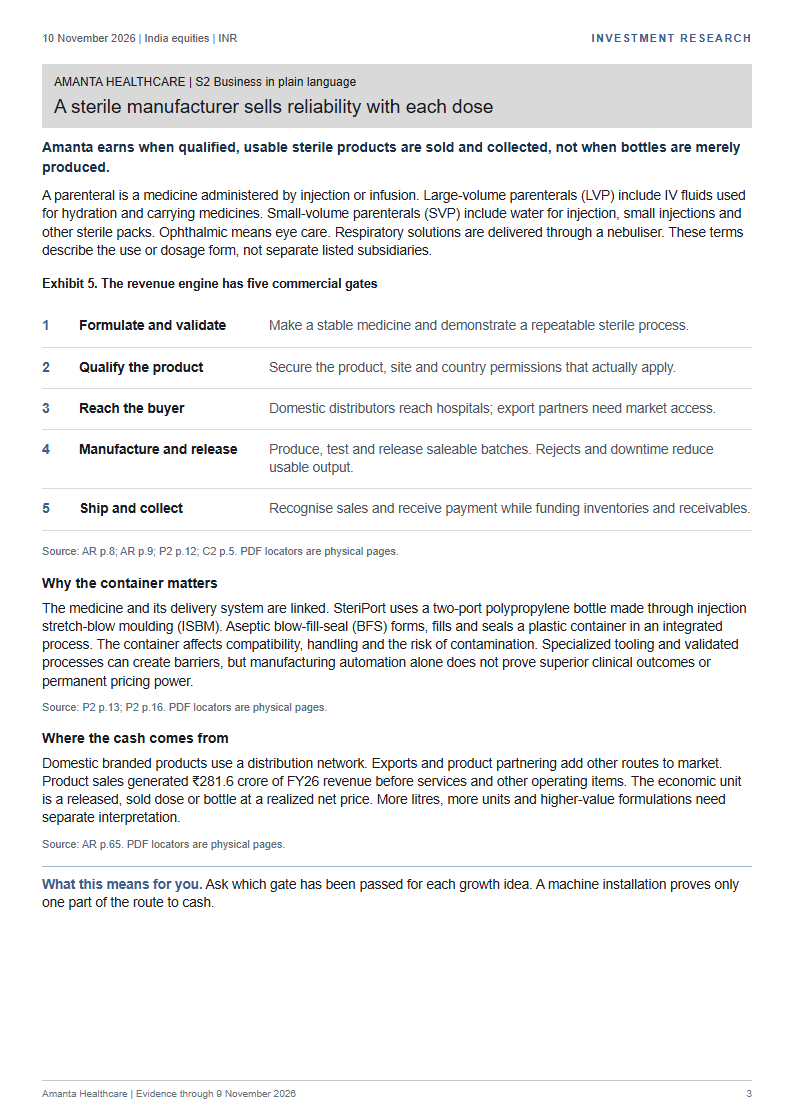 10 November 2026 | India equities | INR
INVESTMENT RESEARCH
AMANTA HEALTHCARE | S2 Business in plain language
A sterile manufacturer sells reliability with each dose
Amanta earns when qualified, usable sterile products are sold and collected, not when bottles are merely
produced.
A parenteral is a medicine administered by injection or infusion. Large-volume parenterals (LVP) include IV fluids used
for hydration and carrying medicines. Small-volume parenterals (SVP) include water for injection, small injections and
other sterile packs. Ophthalmic means eye care. Respiratory solutions are delivered through a nebuliser. These terms
describe the use or dosage form, not separate listed subsidiaries.
Exhibit 5. The revenue engine has five commercial gates
1 Formulate and validate Make a stable medicine and demonstrate a repeatable sterile process.
2 Qualify the product Secure the product, site and country permissions that actually apply.
3 Reach the buyer Domestic distributors reach hospitals; export partners need market access.
4 Manufacture and release Produce, test and release saleable batches. Rejects and downtime reduce
usable output.
5 Ship and collect Recognise sales and receive payment while funding inventories and receivables.
Source: AR p.8; AR p.9; P2 p.12; C2 p.5. PDF locators are physical pages.
Why the container matters
The medicine and its delivery system are linked. SteriPort uses a two-port polypropylene bottle made through injection
stretch-blow moulding (ISBM). Aseptic blow-fill-seal (BFS) forms, fills and seals a plastic container in an integrated
process. The container affects compatibility, handling and the risk of contamination. Specialized tooling and validated
processes can create barriers, but manufacturing automation alone does not prove superior clinical outcomes or
permanent pricing power.
Source: P2 p.13; P2 p.16. PDF locators are physical pages.
Where the cash comes from
Domestic branded products use a distribution network. Exports and product partnering add other routes to market.
Product sales generated ₹281.6 crore of FY26 revenue before services and other operating items. The economic unit
is a released, sold dose or bottle at a realized net price. More litres, more units and higher-value formulations need
separate interpretation.
Source: AR p.65. PDF locators are physical pages.
What this means for you. Ask which gate has been passed for each growth idea. A machine installation proves only
one part of the route to cash.
Amanta Healthcare | Evidence through 9 November 2026
3